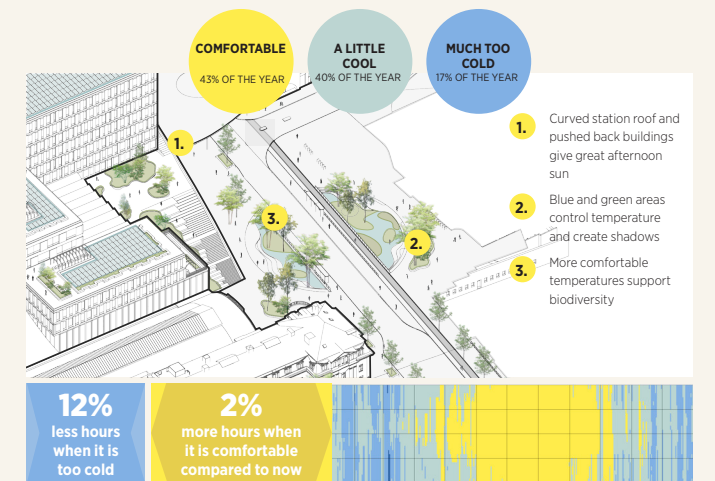 COMFORTABLE
43% OF THE YEAR
A LITTLE
COOL
40% OF THE YEAR
MUCH TOO
COLD
17% OF THE YEAR
1.
3.
2.
1.
Curved station roof and
pushed back buildings
give great afternoon
sun
2.
Blue and green areas
control temperature
and create shadows
3.
More comfortable
temperatures support
biodiversity
12%
less hours
when it is
too cold
2%
more hours when
it is comfortable
compared to now